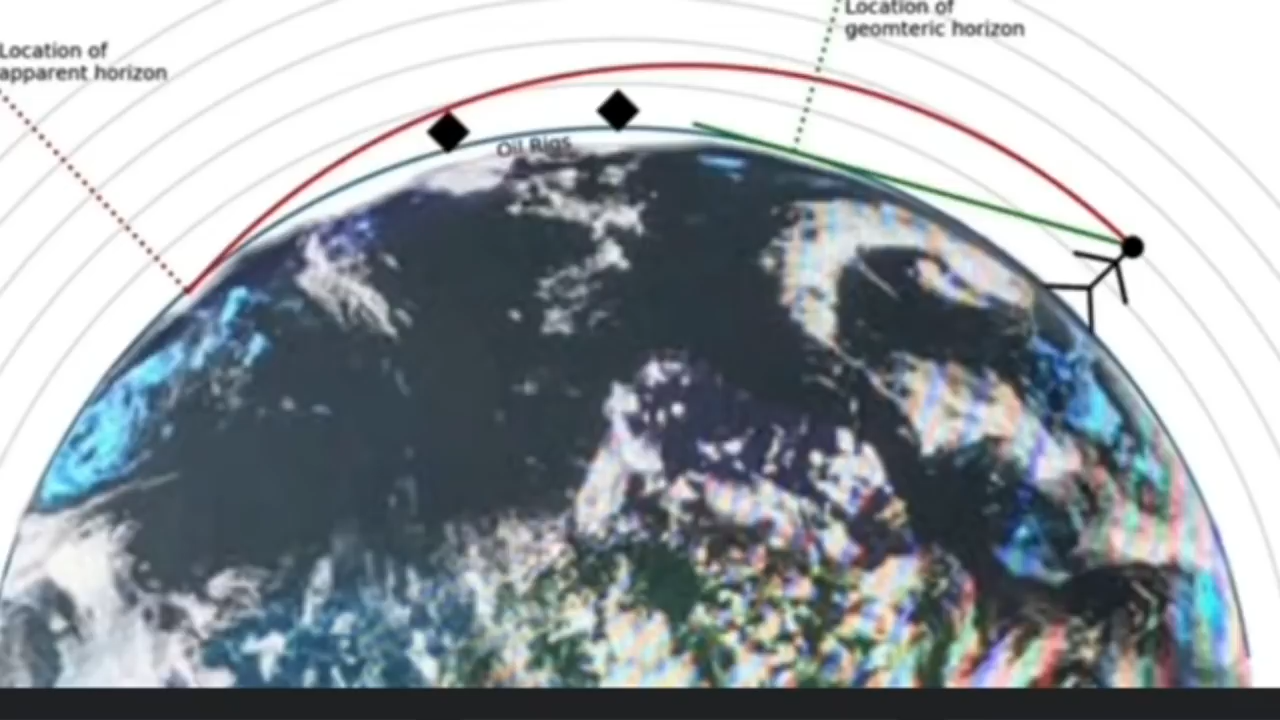 Location of
geomteric horizon
Location of
apparent horizon
Oil Rigs